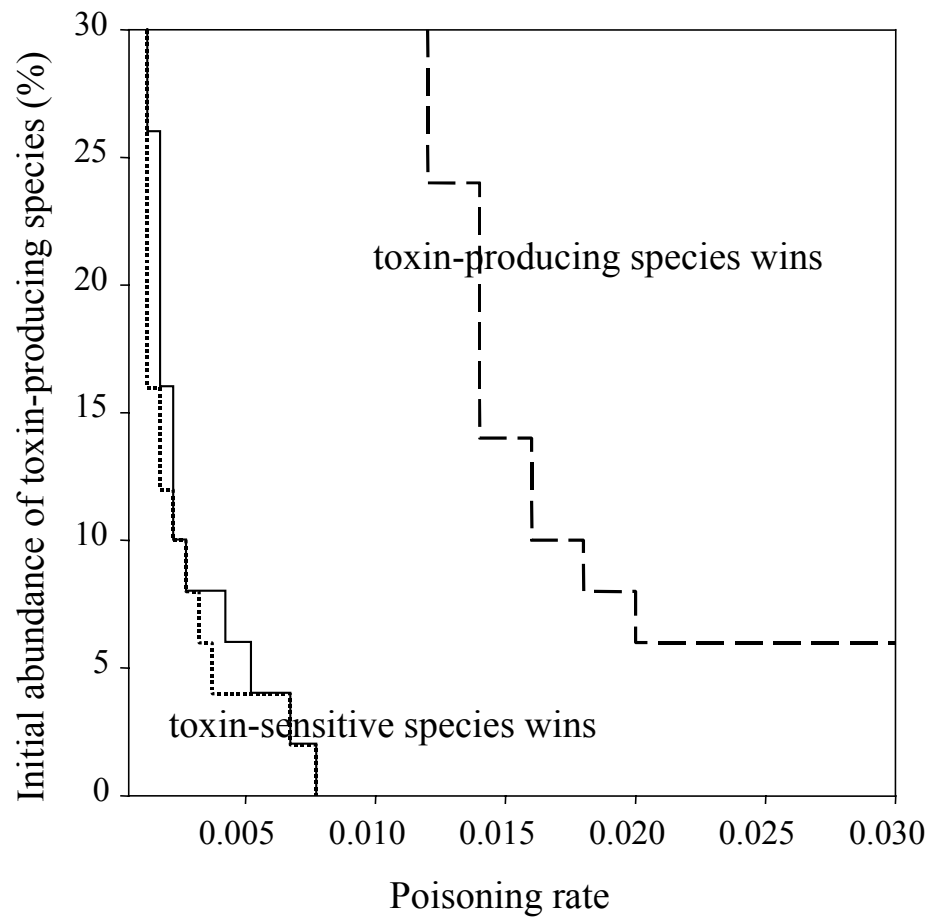 Initial abundance of toxin-producing species (%)
30
25
20
15
10
5
0
toxin-producing species wins
toxin-sensitive species wins
0.005 0.010 0.015 0.020 0.025 0.030
Poisoning rate